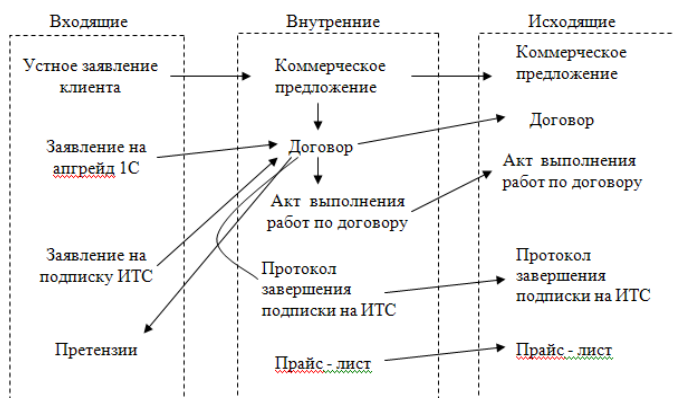 Входящие
Устное заявление
клиента
Заявление на
апгрейд 1С
Заявление на
подписку ИТС
Претензии
Внутренние
Коммерческое
предложение
Договор
Акт выполнения
работ по договору
Протокол
завершения
подписки на ИТС
Прайс - лист
Исходящие
Коммерческое
предложение
Договор
Акт выполнения
работ по договору
Протокол
завершения
подписки на ИТС
Прайс - лист